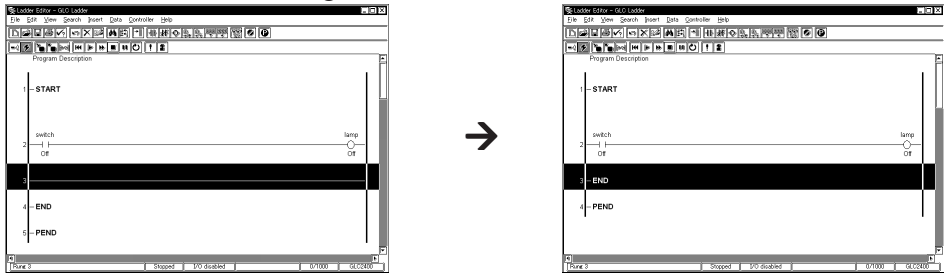 Ladder Editor - GLC Ladder
File Edit View Search Insert Data Controller Help
Program Description
1 START
switch lamp
2
Off Off
3
4 END
5 PEND
Rung 3 Stopped I/O disabled 0/1000 GLC2400
Ladder Editor - GLC Ladder
File Edit View Search Insert Data Controller Help
Program Description
1 START
switch lamp
2
Off Off
3 END
4 PEND
Rung 3 Stopped I/O disabled 0/1000 GLC2400